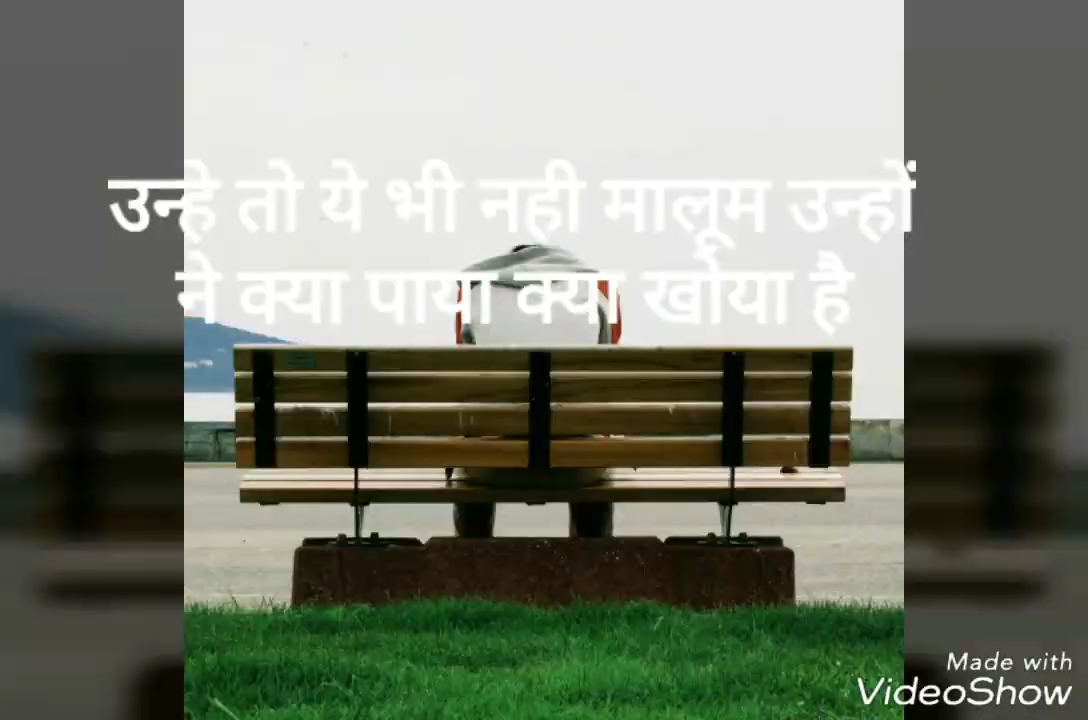 उन्हे तो ये भी नही मालूम उन्हों
ने क्या पाया क्या खोया है
Made with
VideoShow